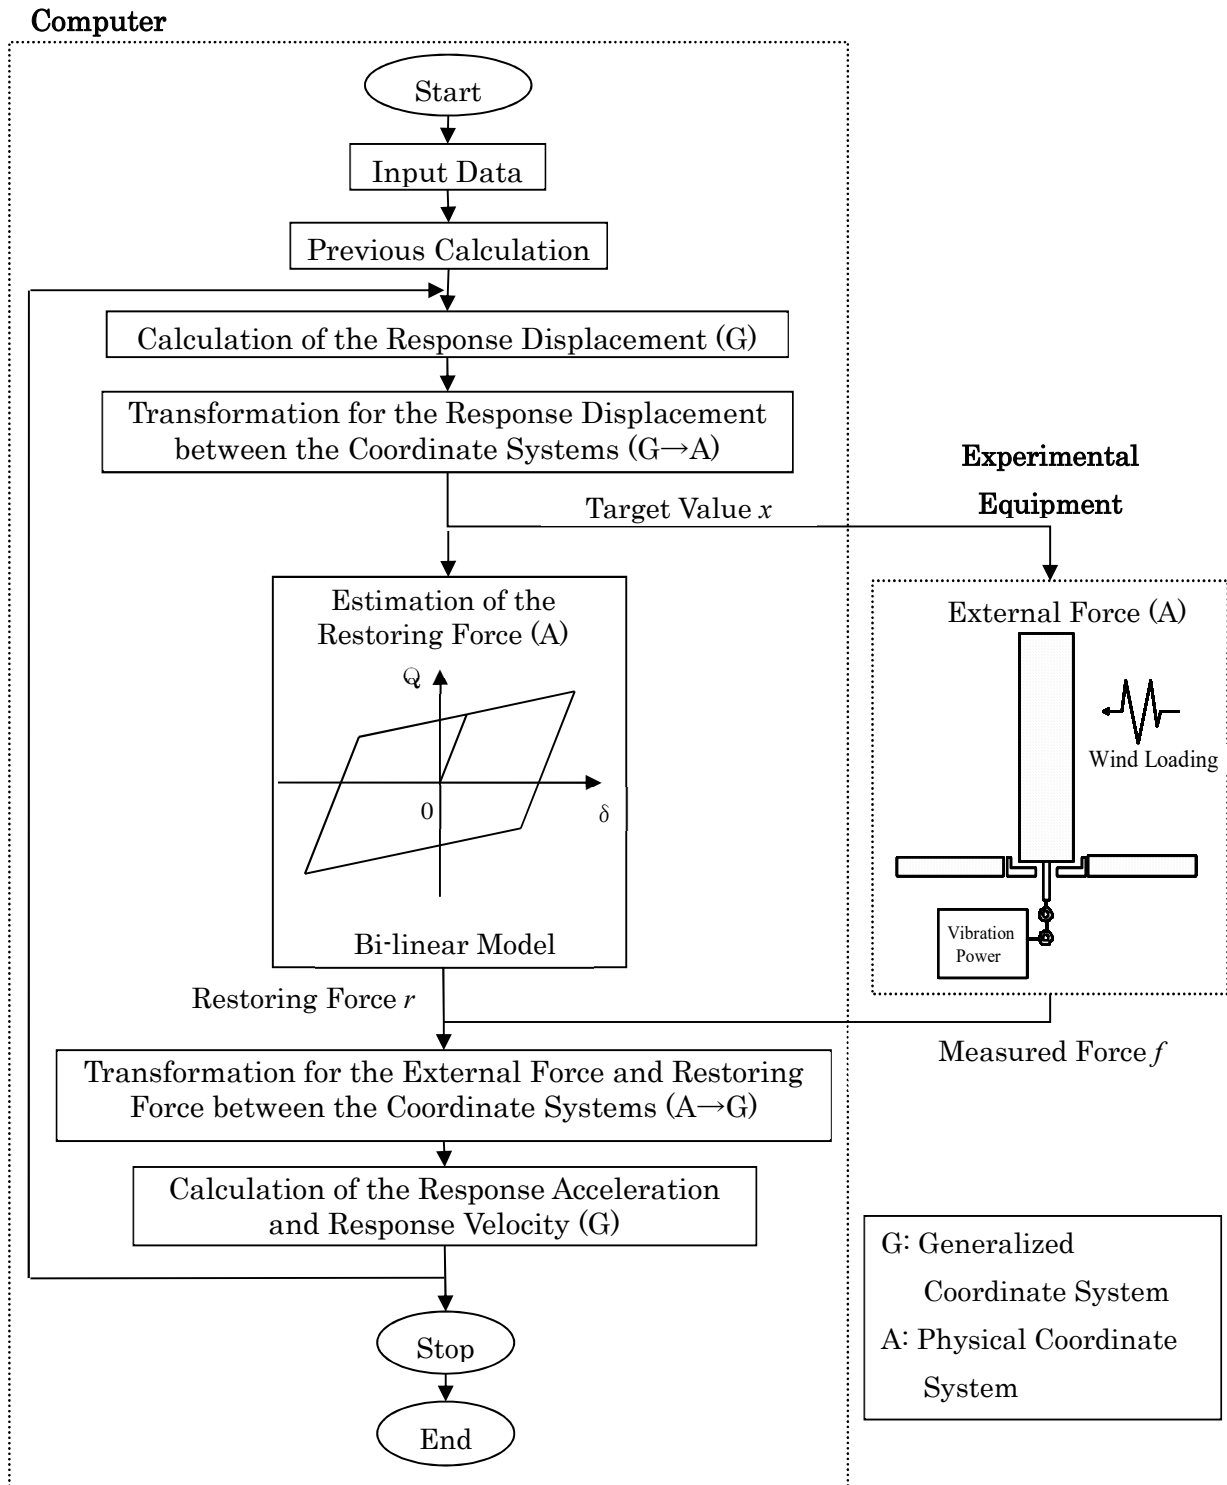 Computer
Start
Input Data
Previous Calculation
Calculation of the Response Displacement (G)
Transformation for the Response Displacement
between the Coordinate Systems (G→A)
Target Value x
Experimental
Equipment
Estimation of the
Restoring Force (A)
Q
0
δ
Bi-linear Model
External Force (A)
Wind Loading
Vibration
Power
Restoring Force r
Measured Force f
Transformation for the External Force and Restoring
Force between the Coordinate Systems (A→G)
Calculation of the Response Acceleration
and Response Velocity (G)
Stop
End
G: Generalized
Coordinate System
A: Physical Coordinate
System